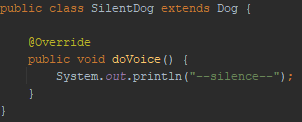 public class SilentDog extends Dog {
@Override
public void doVoice() {
System.out.println("--silence--");
}
}